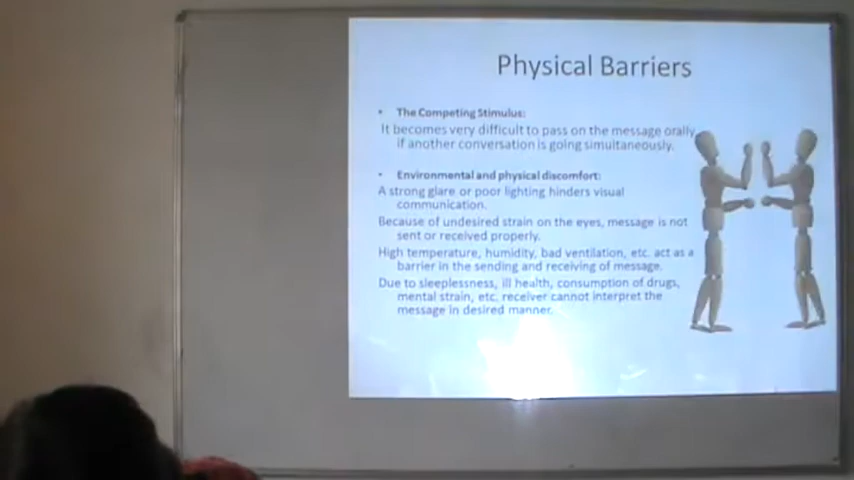 Physical Barriers
• The Competing Stimulus:
It becomes very difficult to pass on the message orally
if another conversation is going simultaneously.
• Environmental and physical discomfort:
A strong glare or poor lighting hinders visual
communication.
Because of undesired strain on the eyes, message is not
sent or received properly.
High temperature, humidity, bad ventilation, etc. act as a
barrier in the sending and receiving of message.
Due to sleeplessness, ill health, consumption of drugs,
mental strain, etc. receiver cannot interpret the
message in desired manner.